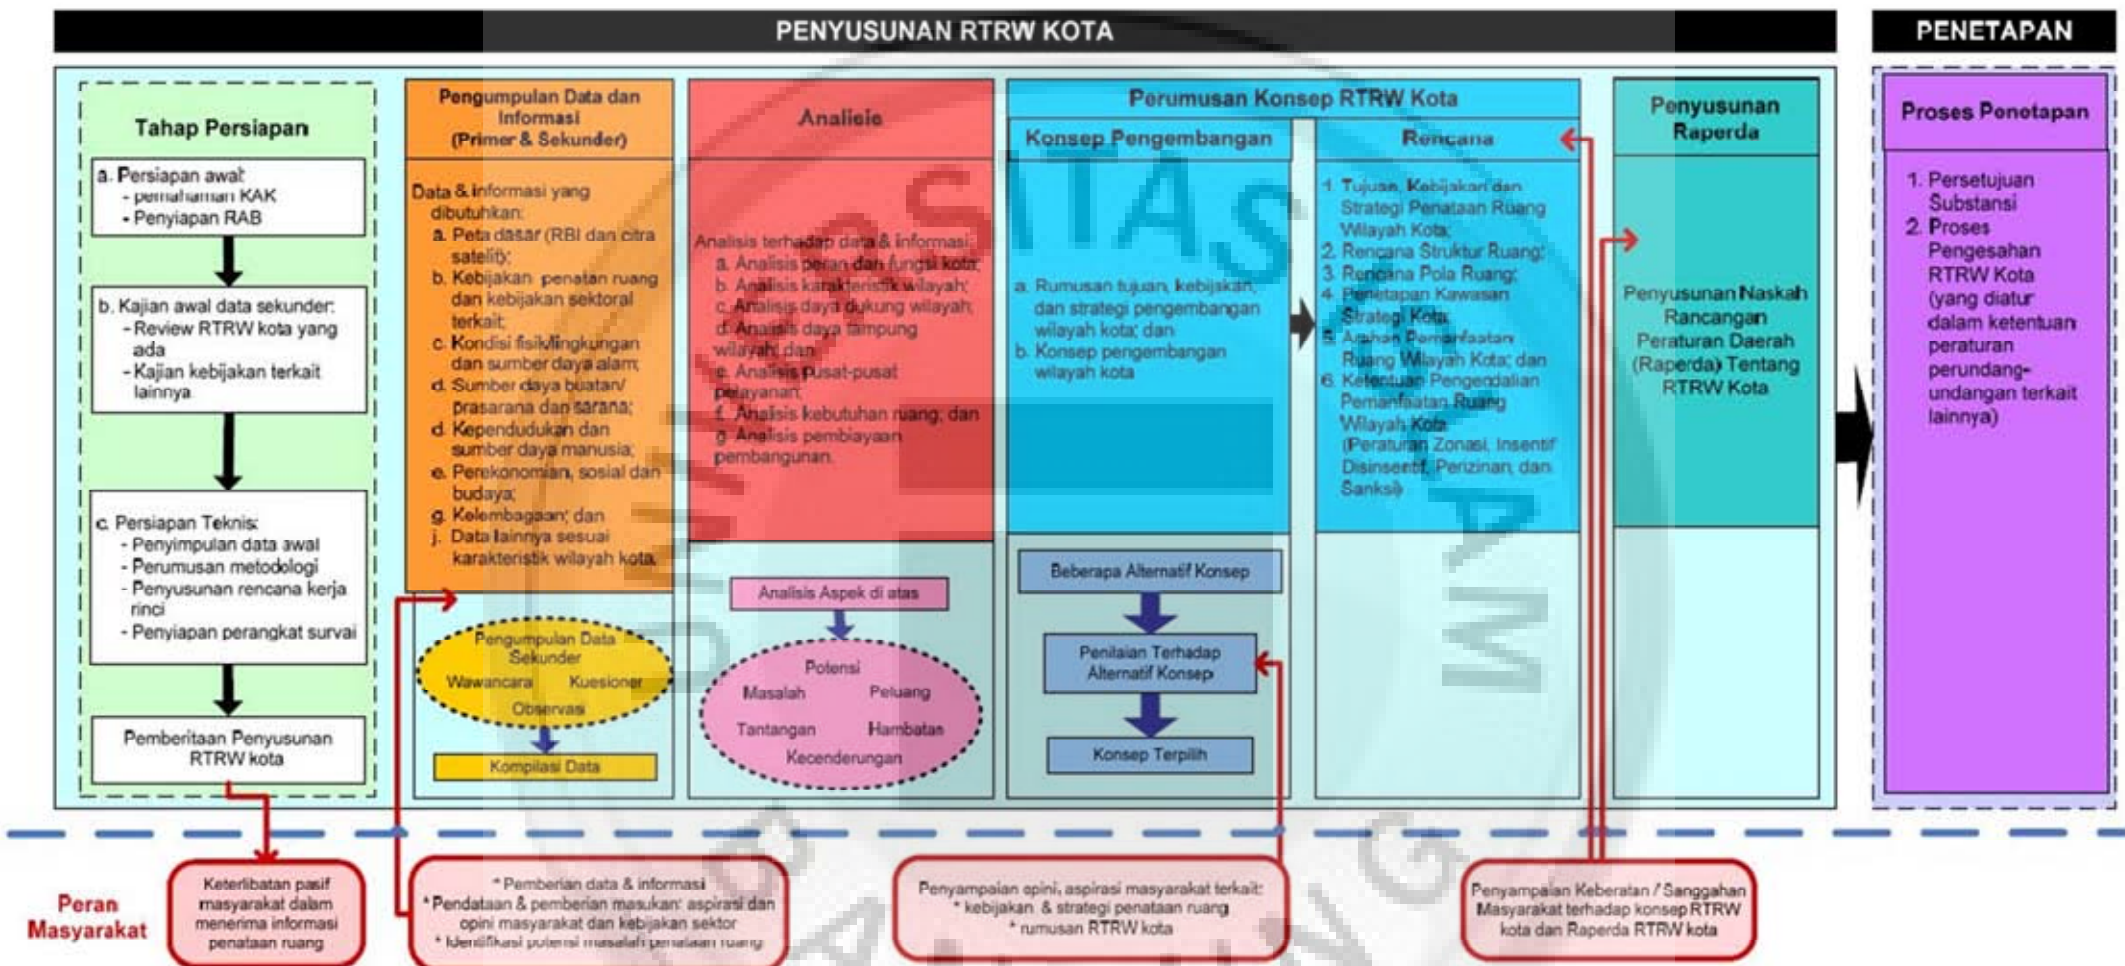 PENYUSUNAN RTRW KOTA
PENETAPAN
Tahap Persiapan
a. Persiapan awal:
- pemahaman KAK
- Penyiapan RAB
b. Kajian awal data sekunder:
- Review RTRW kota yang
ada
- Kajian kebijakan terkait
lainnya.
c. Persiapan Teknis:
- Penyimpulan data awal
- Perumusan metodologi
- Penyusunan rencana kerja
rinci
- Penyiapan perangkat survai
Pemberitaan Penyusunan
RTRW kota
Pengumpulan Data dan
Informasi
(Primer & Sekunder)
Data & informasi yang
dibutuhkan:
a. Peta dasar (RBI dan citra
satelit);
b. Kebijakan penatan ruang
dan kebijakan sektoral
terkait;
c. Kondisi fisik/lingkungan
dan sumber daya alam;
d. Sumber daya buatan/
prasarana dan sarana;
d. Kependudukan dan
sumber daya manusia;
e. Perekonomian, sosial dan
budaya;
g. Kelembagaan; dan
j. Data lainnya sesuai
karakteristik wilayah kota.
Pengumpulan Data
Sekunder
Wawancara Kuesioner
Observasi
Kompilasi Data
Analisis
Analisis terhadap data & informasi:
a. Analisis peran dan fungsi kota;
b. Analisis karakteristik wilayah;
c. Analisis daya dukung wilayah;
d. Analisis daya tampung
wilayah; dan
e. Analisis pusat-pusat
pelayanan;
f. Analisis kebutuhan ruang; dan
g. Analisis pembiayaan
pembangunan.
Analisis Aspek di atas
Potensi
Masalah Peluang
Tantangan Hambatan
Kecenderungan
Perumusan Konsep RTRW Kota
Konsep Pengembangan
a. Rumusan tujuan, kebijakan,
dan strategi pengembangan
wilayah kota; dan
b. Konsep pengembangan
wilayah kota
Beberapa Alternatif Konsep
Penilaian Terhadap
Alternatif Konsep
Konsep Terpilih
Rencana
1. Tujuan, Kebijakan dan
Strategi Penataan Ruang
Wilayah Kota;
2. Rencana Struktur Ruang;
3. Rencana Pola Ruang;
4. Penetapan Kawasan
Strategi Kota;
5. Arahan Pemanfaatan
Ruang Wilayah Kota; dan
6. Ketentuan Pengendalian
Pemanfaatan Ruang
Wilayah Kota
(Peraturan Zonasi, Insentif
Disinsentif, Perizinan, dan
Sanksi)
Penyusunan
Raperda
Penyusunan Naskah
Rancangan
Peraturan Daerah
(Raperda) Tentang
RTRW Kota
Proses Penetapan
1. Persetujuan
Substansi
2. Proses
Pengesahan
RTRW Kota
(yang diatur
dalam ketentuan
peraturan
perundang-
undangan terkait
lainnya)
Peran
Masyarakat
Keterlibatan pasif
masyarakat dalam
menerima informasi
penataan ruang
* Pemberian data & informasi
* Pendataan & pemberian masukan: aspirasi dan
opini masyarakat dan kebijakan sektor
* Identifikasi potensi masalah penataan ruang
Penyampaian opini, aspirasi masyarakat terkait:
* kebijakan & strategi penataan ruang
* rumusan RTRW kota
Penyampaian Keberatan / Sanggahan
Masyarakat terhadap konsep RTRW
kota dan Raperda RTRW kota